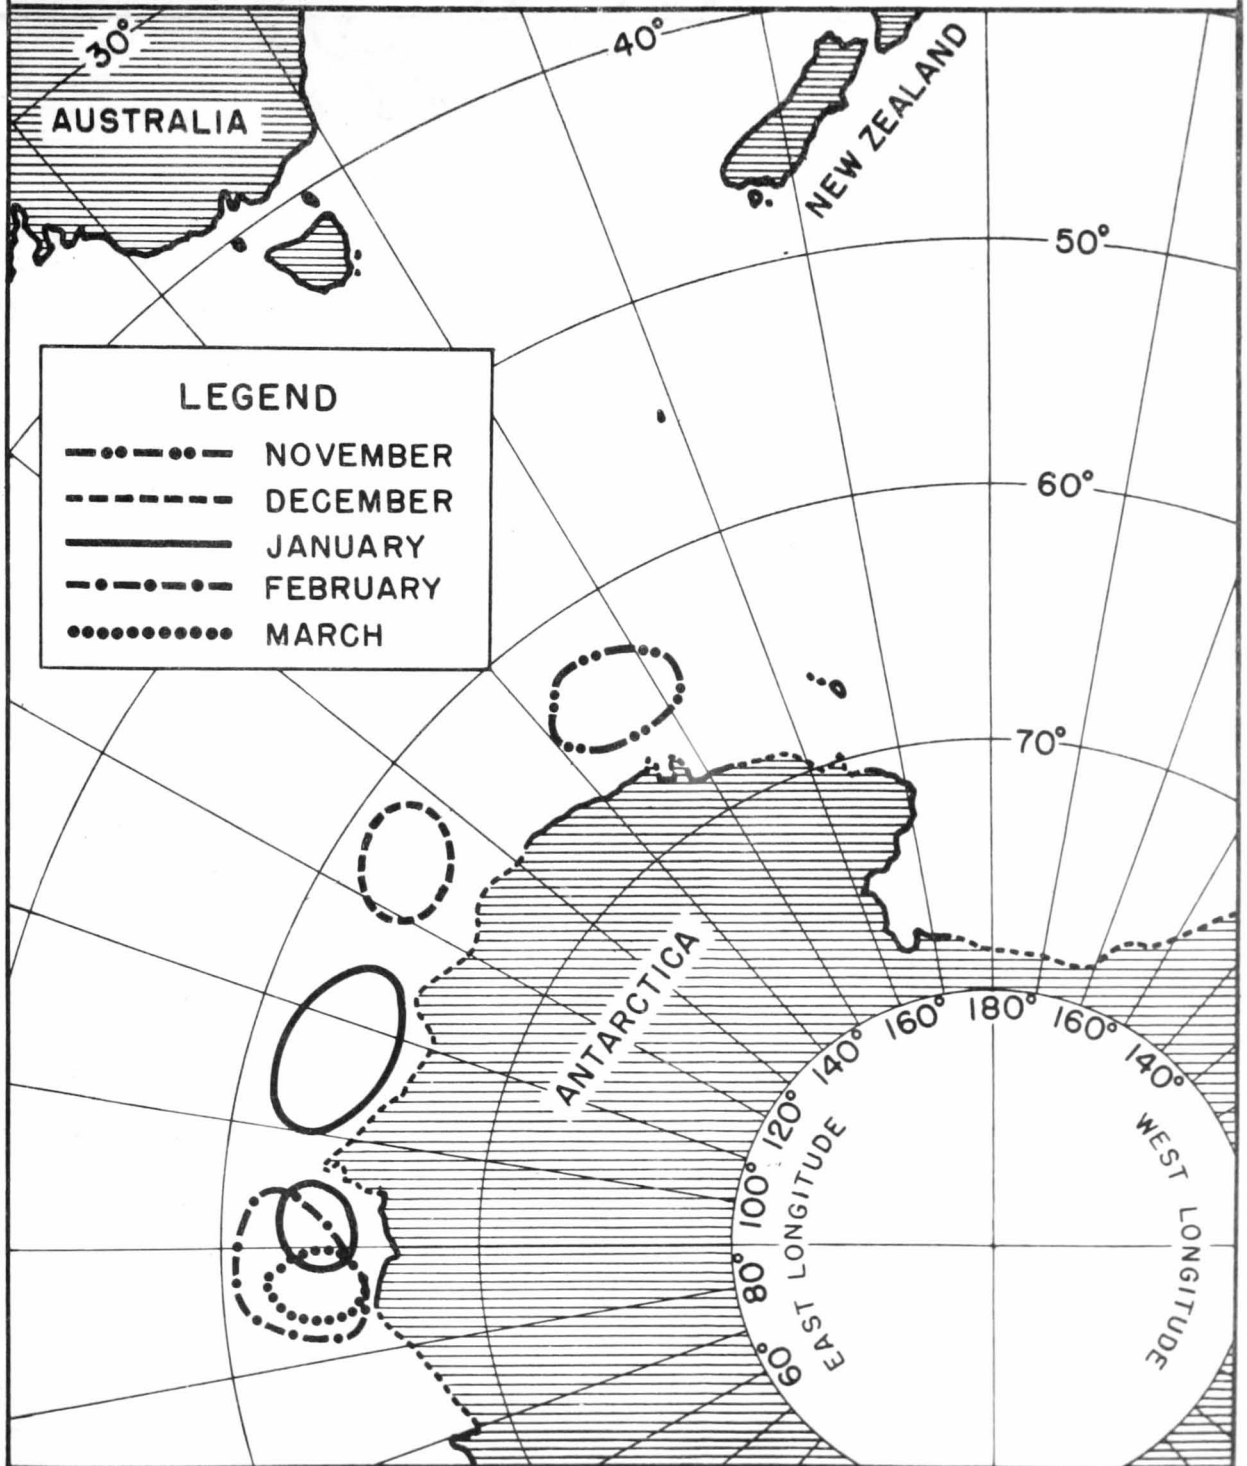 30°
40°
AUSTRALIA
NEW ZEALAND
50°
LEGEND
NOVEMBER
DECEMBER
JANUARY
FEBRUARY
MARCH
60°
70°
ANTARCTICA
160° 180° 160°
140° 140°
120°
100°
80°
60°
EAST LONGITUDE
WEST LONGITUDE